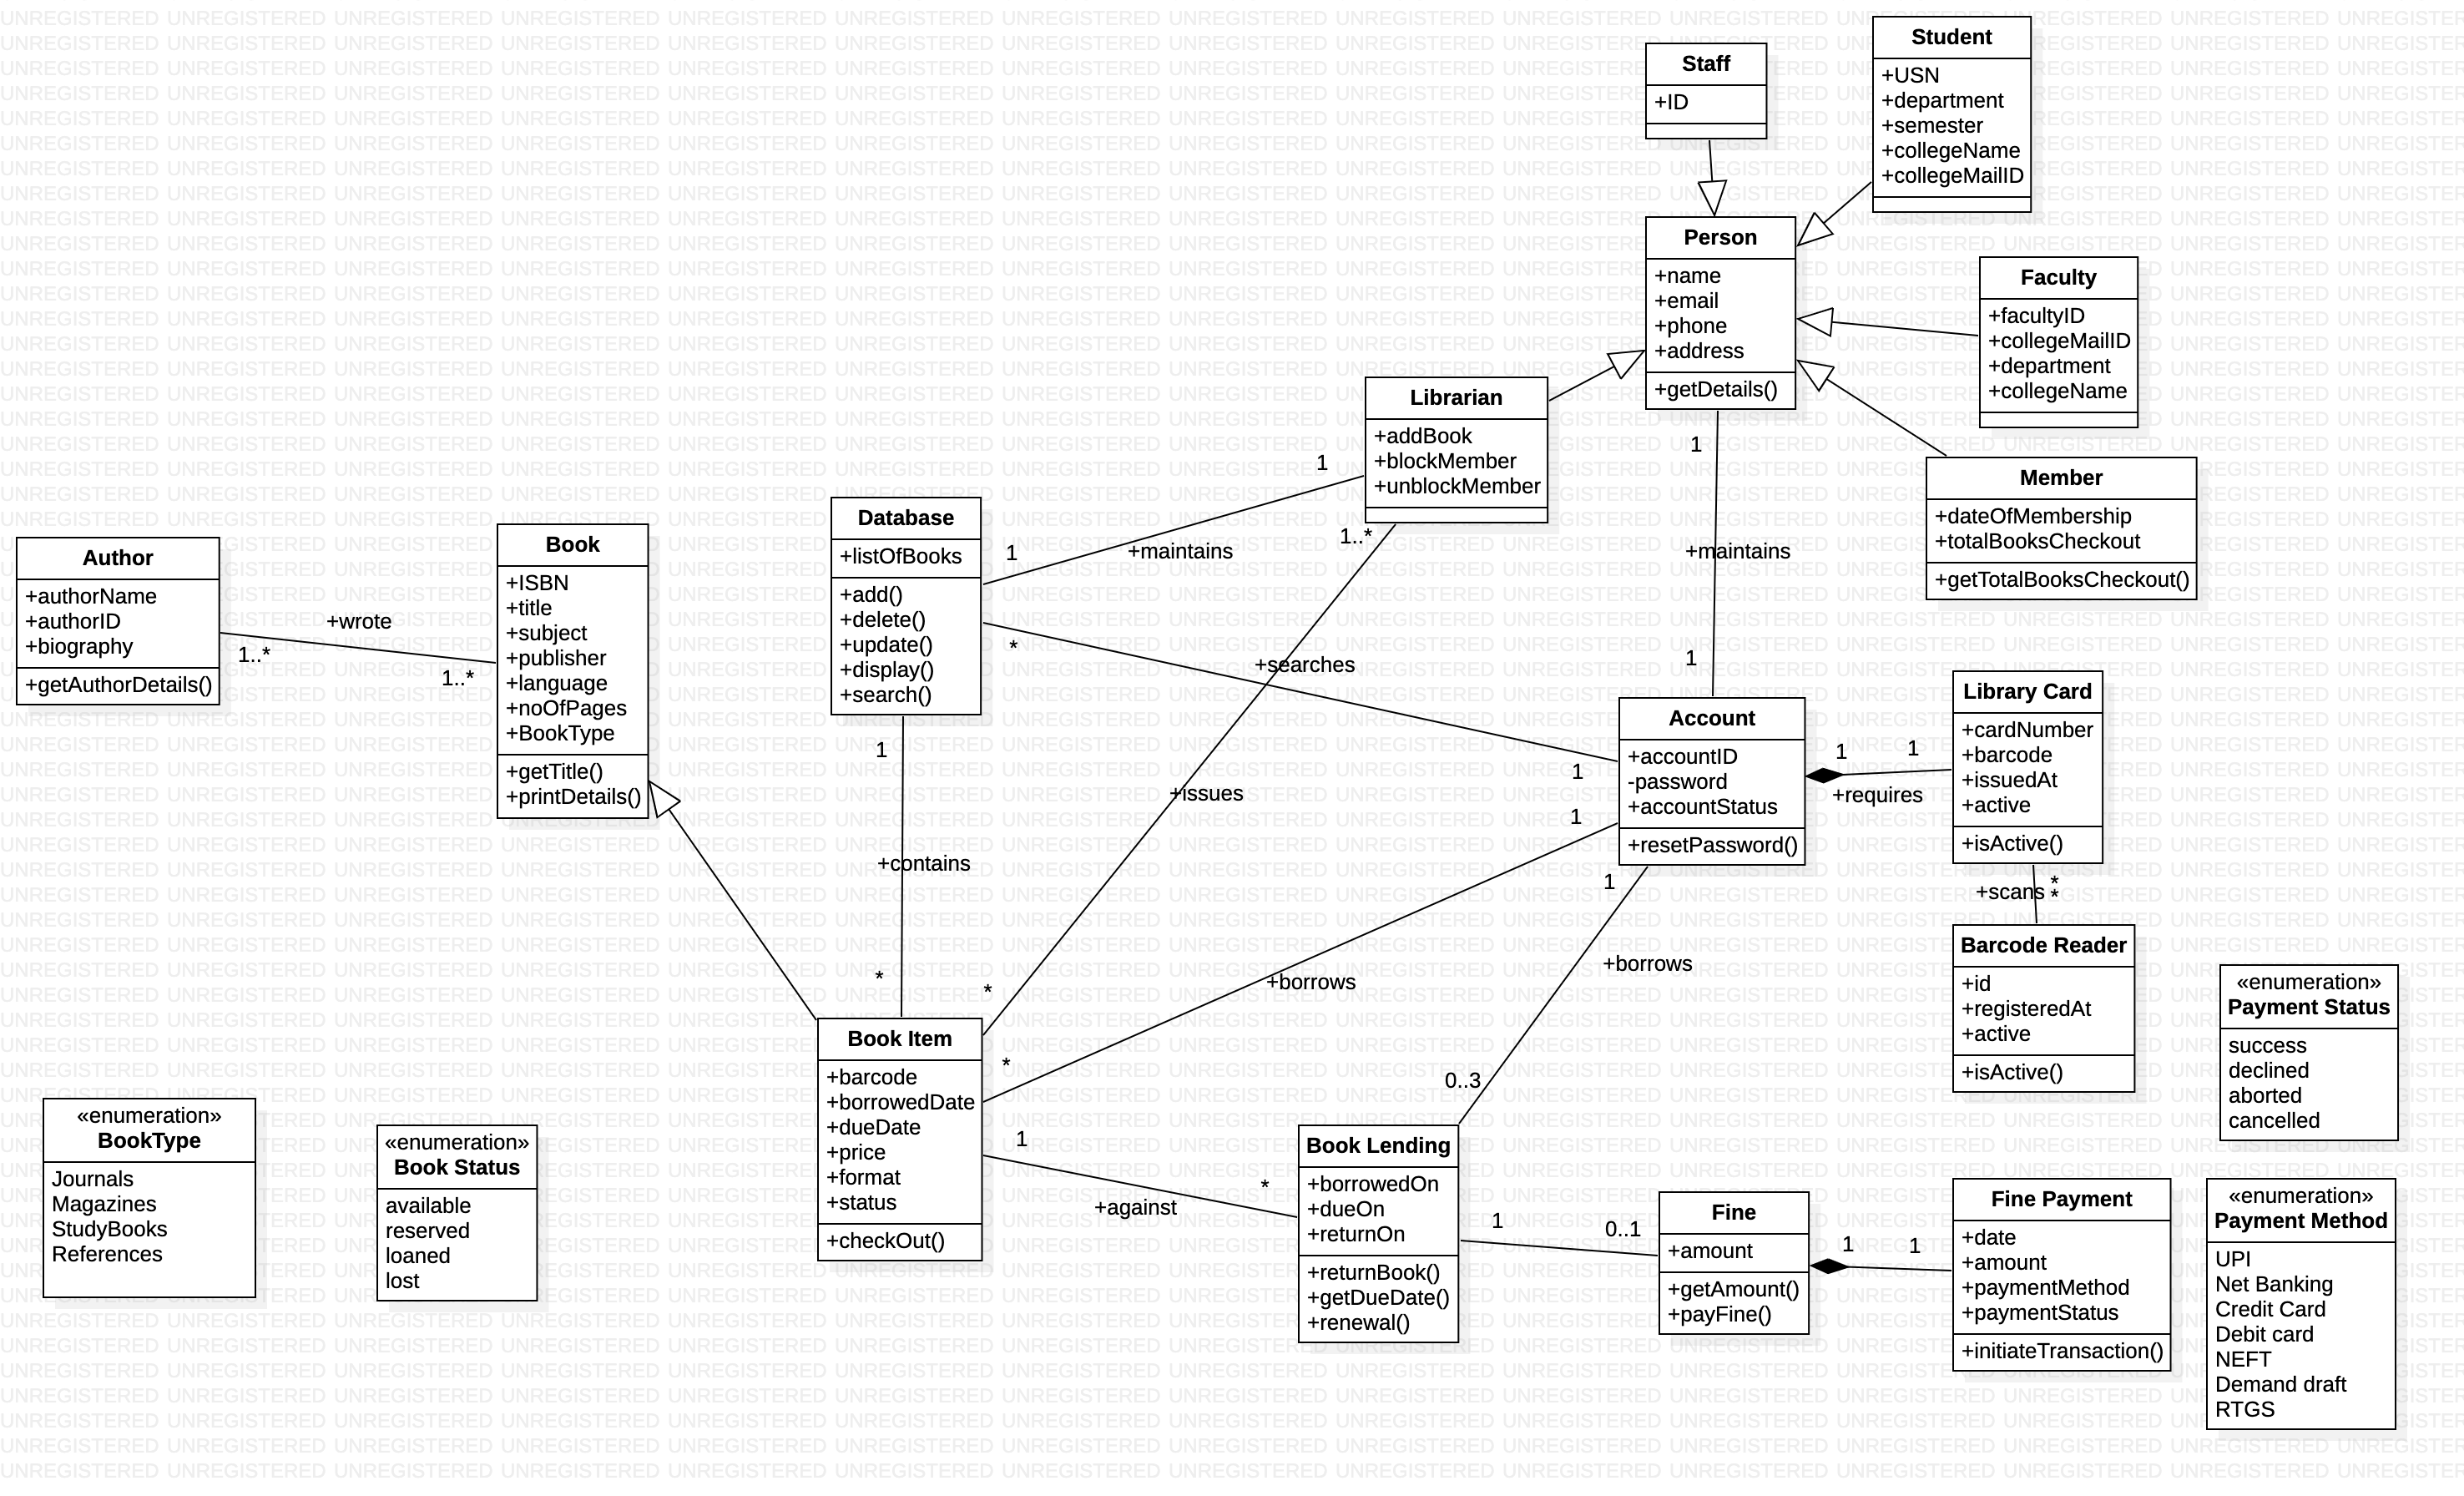 Student
+USN
+department
+semester
+collegeName
+collegeMailID
Staff
+ID
Person
+name
+email
+phone
+address
+getDetails()
Faculty
+facultyID
+collegeMailID
+department
+collegeName
Librarian
+addBook
+blockMember
+unblockMember
Member
+dateOfMembership
+totalBooksCheckout
+getTotalBooksCheckout()
Database
+listOfBooks
+add()
+delete()
+update()
+display()
+search()
Book
+ISBN
+title
+subject
+publisher
+language
+noOfPages
+BookType
+getTitle()
+printDetails()
Author
+authorName
+authorID
+biography
+getAuthorDetails()
+wrote
1..*
1..*
1
+maintains
1
1
+maintains
1
1..*
+issues
*
*
+searches
1
1
+contains
*
Account
+accountID
-password
+accountStatus
+resetPassword()
1
1
+requires
Library Card
+cardNumber
+barcode
+issuedAt
+active
+isActive()
*
+scans
*
Barcode Reader
+id
+registeredAt
+active
+isActive()
1
+borrows
*
1
+borrows
0..3
Book Item
+barcode
+borrowedDate
+dueDate
+price
+format
+status
+checkOut()
1
+against
*
Book Lending
+borrowedOn
+dueOn
+returnOn
+returnBook()
+getDueDate()
+renewal()
1
0..1
Fine
+amount
+getAmount()
+payFine()
1
1
Fine Payment
+date
+amount
+paymentMethod
+paymentStatus
+initiateTransaction()
«enumeration»
Payment Status
success
declined
aborted
cancelled
«enumeration»
Payment Method
UPI
Net Banking
Credit Card
Debit card
NEFT
Demand draft
RTGS
«enumeration»
BookType
Journals
Magazines
StudyBooks
References
«enumeration»
Book Status
available
reserved
loaned
lost
UNREGISTERED